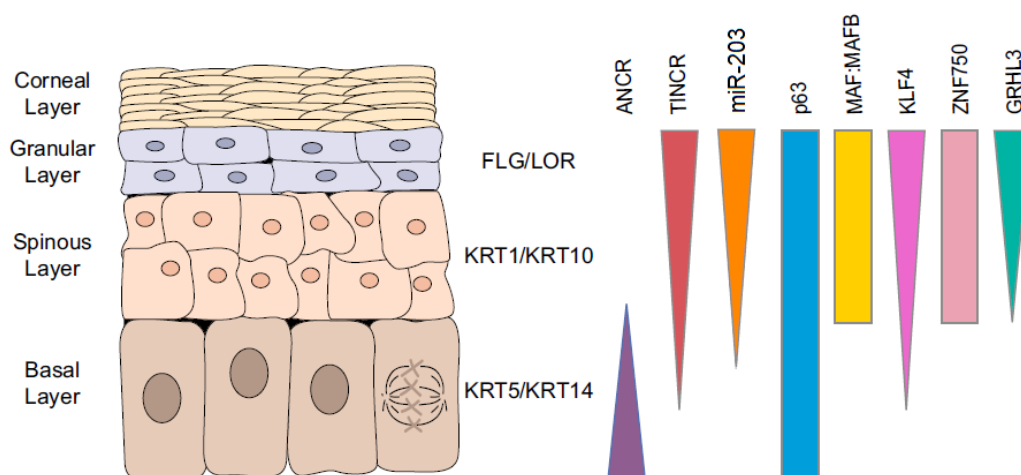 Corneal
Layer
Granular
Layer
Spinous
Layer
Basal
Layer
FLG/LOR
KRT1/KRT10
KRT5/KRT14
ANCR
TINCR
miR-203
p63
MAF:MAFB
KLF4
ZNF750
GRHL3